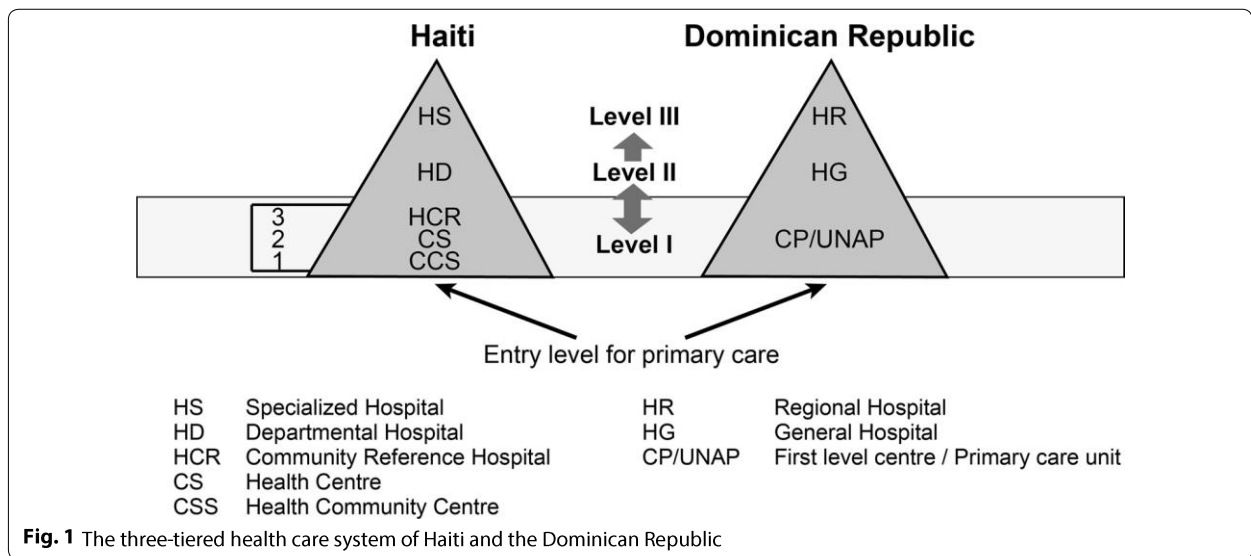 Haiti Dominican Republic
HS Level III HR
HD Level II HG
3 HCR
2 CS Level I CP/UNAP
1 CCS
Entry level for primary care
HS Specialized Hospital HR Regional Hospital
HD Departmental Hospital HG General Hospital
HCR Community Reference Hospital CP/UNAP First level centre / Primary care unit
CS Health Centre
CSS Health Community Centre
Fig. 1 The three-tiered health care system of Haiti and the Dominican Republic